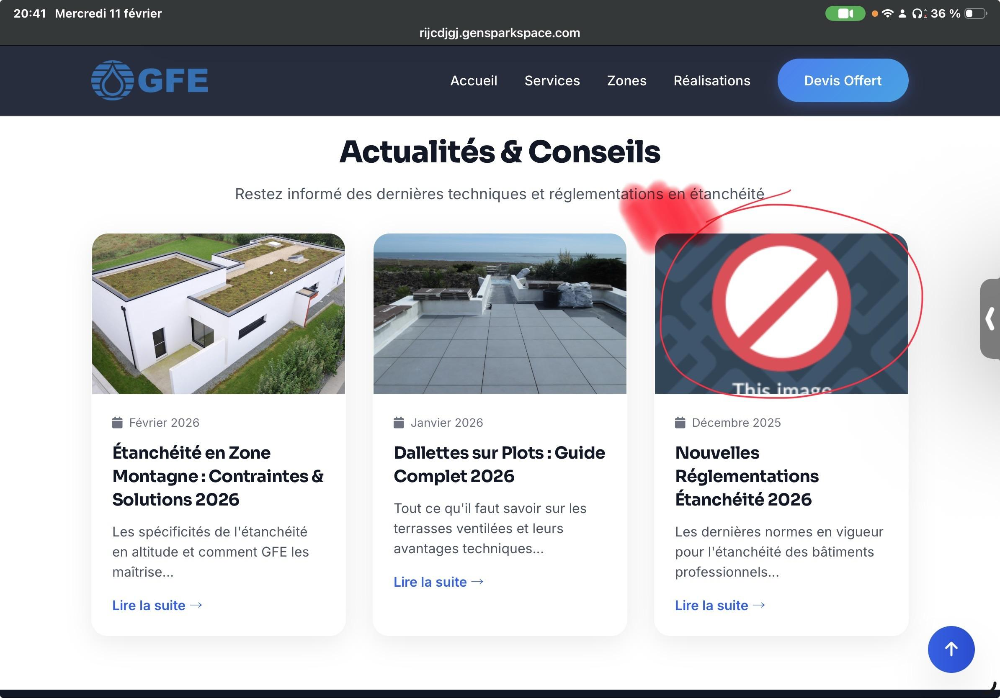 20:41 Mercredi 11 février
36 %
rijcdjgj.gensparkspace.com
GFE
Accueil
Services
Zones
Réalisations
Devis Offert
Actualités & Conseils
Restez informé des dernières techniques et réglementations en étanchéité
This image
Février 2026
Étanchéité en Zone
Montagne : Contraintes &
Solutions 2026
Les spécificités de l'étanchéité
en altitude et comment GFE les
maîtrise...
Lire la suite →
Janvier 2026
Dallettes sur Plots : Guide
Complet 2026
Tout ce qu'il faut savoir sur les
terrasses ventilées et leurs
avantages techniques...
Lire la suite →
Décembre 2025
Nouvelles
Réglementations
Étanchéité 2026
Les dernières normes en vigueur
pour l'étanchéité des bâtiments
professionnels...
Lire la suite →